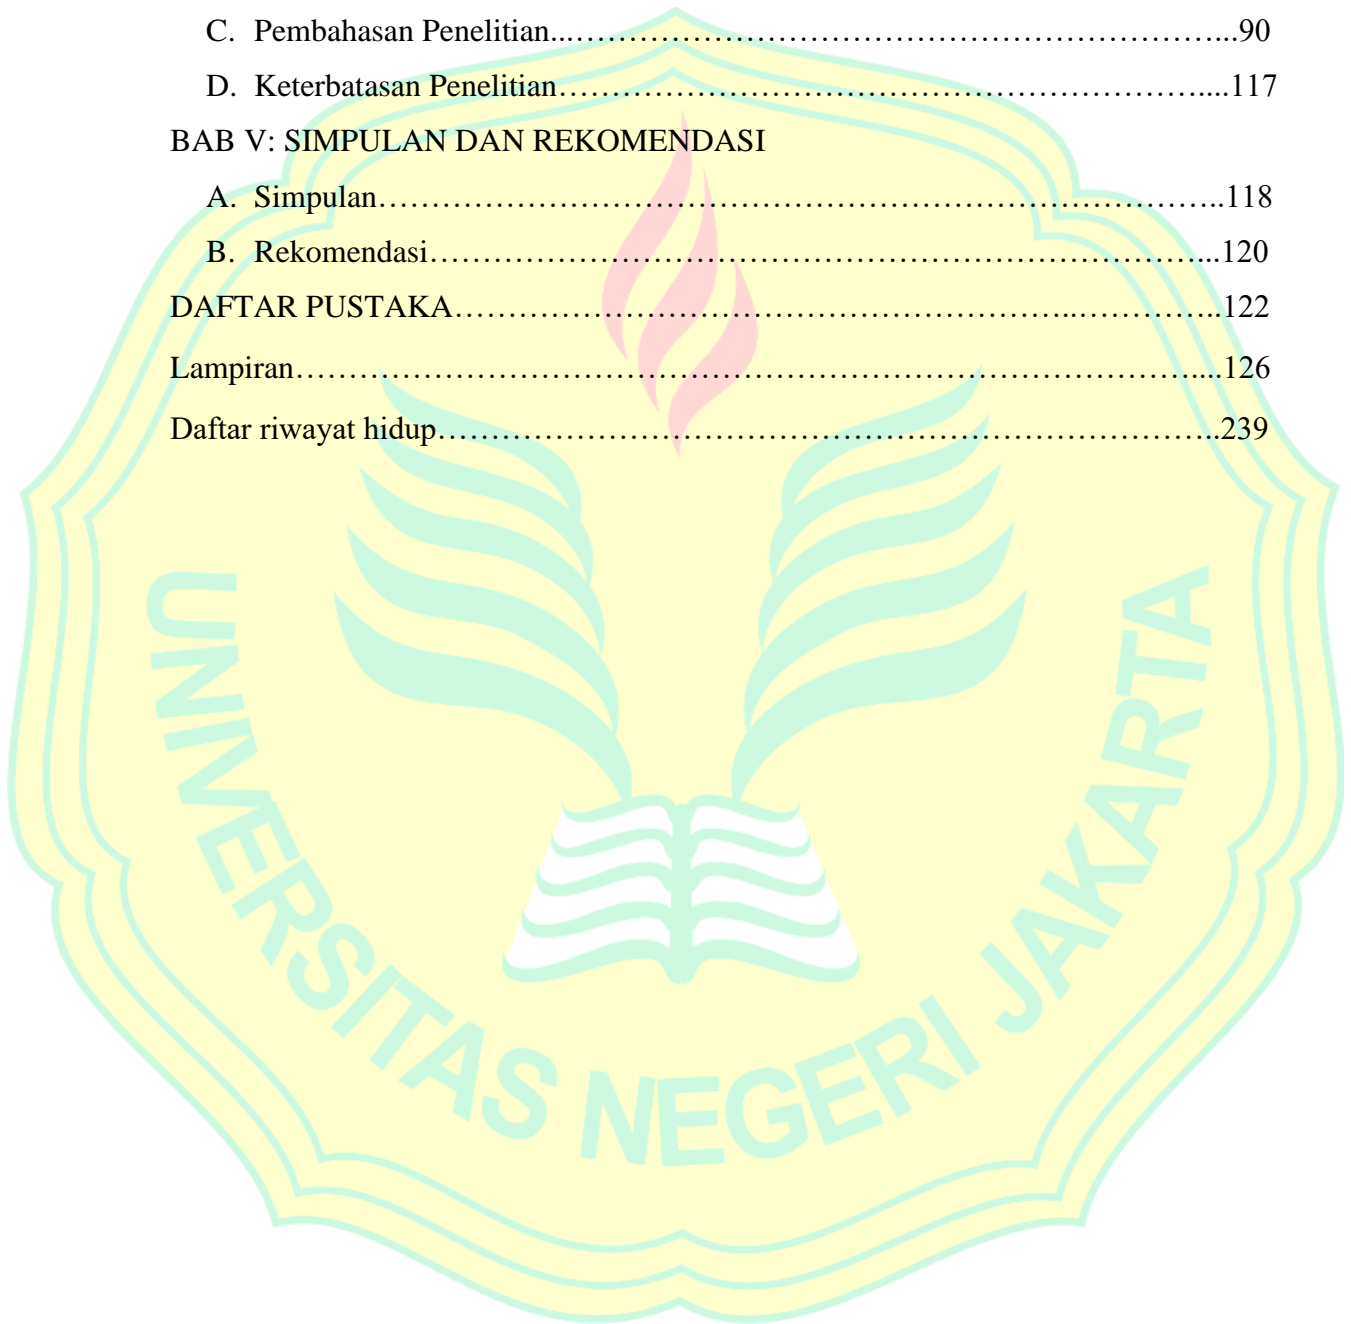 C. Pembahasan Penelitian...…………………………………………………………...90
D. Keterbatasan Penelitian……………………………………………………....117
BAB V: SIMPULAN DAN REKOMENDASI
A. Simpulan…………………………………………………………………………..118
B. Rekomendasi……………………………………………………………………...120
DAFTAR PUSTAKA……………………………………………………..…………..122
Lampiran………………………………………………………………………………....126
Daftar riwayat hidup…………………………………………………………………..239
UNIVERSITAS NEGERI JAKARTA